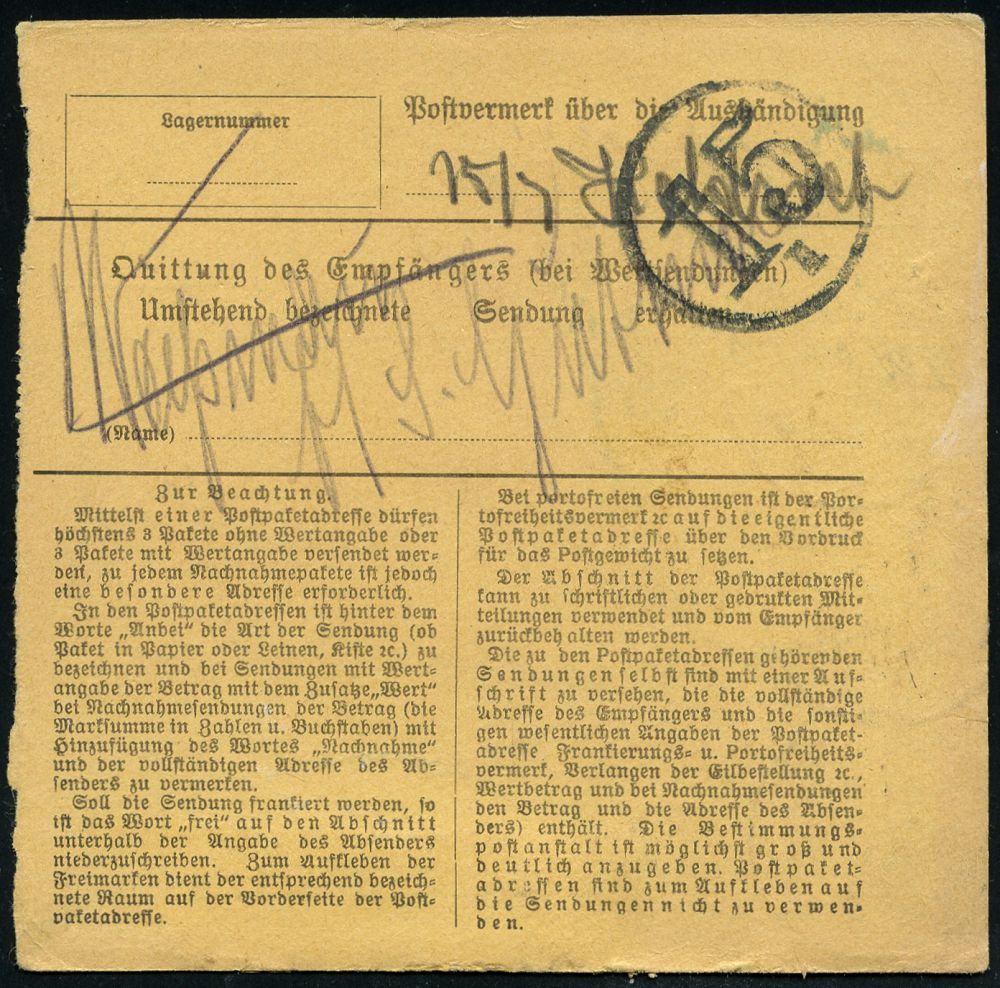 Lagernummer
Postvermerk über die Aushändigung
15/7
15
Quittung des Empfängers (bei Wertsendungen)
Umstehend bezeichnete Sendung erhalten
(Name)
Zur Beachtung.
Mittelst einer Postpaketadresse dürfen
höchstens 3 Pakete ohne Wertangabe oder
3 Pakete mit Wertangabe versendet wer-
den, zu jedem Nachnahmepakete ist jedoch
eine besondere Adresse erforderlich.
In den Postpaketadressen ist hinter dem
Worte „Anbei" die Art der Sendung (ob
Paket in Papier oder Leinen, Kiste ꝛc.) zu
bezeichnen und bei Sendungen mit Wert-
angabe der Betrag mit dem Zusatze „Wert"
bei Nachnahmesendungen der Betrag (die
Marksumme in Zahlen u. Buchstaben) mit
Hinzufügung des Wortes „Nachnahme"
und der vollständigen Adresse des Ab-
senders zu vermerken.
Soll die Sendung frankiert werden, so
ist das Wort „frei" auf den Abschnitt
unterhalb der Angabe des Absenders
niederzuschreiben. Zum Aufkleben der
Freimarken dient der entsprechend bezeich-
nete Raum auf der Vorderseite der Post-
paketadresse.
Bei portofreien Sendungen ist der Por-
tofreiheitsvermerk ꝛc auf die eigentliche
Postpaketadresse über den Vordruck
für das Postgewicht zu setzen.
Der Abschnitt der Postpaketadresse
kann zu schriftlichen oder gedrukten Mit-
teilungen verwendet und vom Empfänger
zurückbehalten werden.
Die zu den Postpaketadressen gehörenden
Sendungen selbst sind mit einer Auf-
schrift zu versehen, die die vollständige
Adresse des Empfängers und die sonsti-
gen wesentlichen Angaben der Postpaket-
adresse Frankierungs- u. Portofreiheits-
vermerk, Verlangen der Eilbestellung ꝛc.,
Wertbetrag und bei Nachnahmesendungen
den Betrag und die Adresse des Absen-
ders) enthält. Die Bestimmungs-
postanstalt ist möglichst groß und
deutlich anzugeben. Postpaket-
adressen sind zum Aufkleben auf
die Sendungen nicht zu verwen-
den.